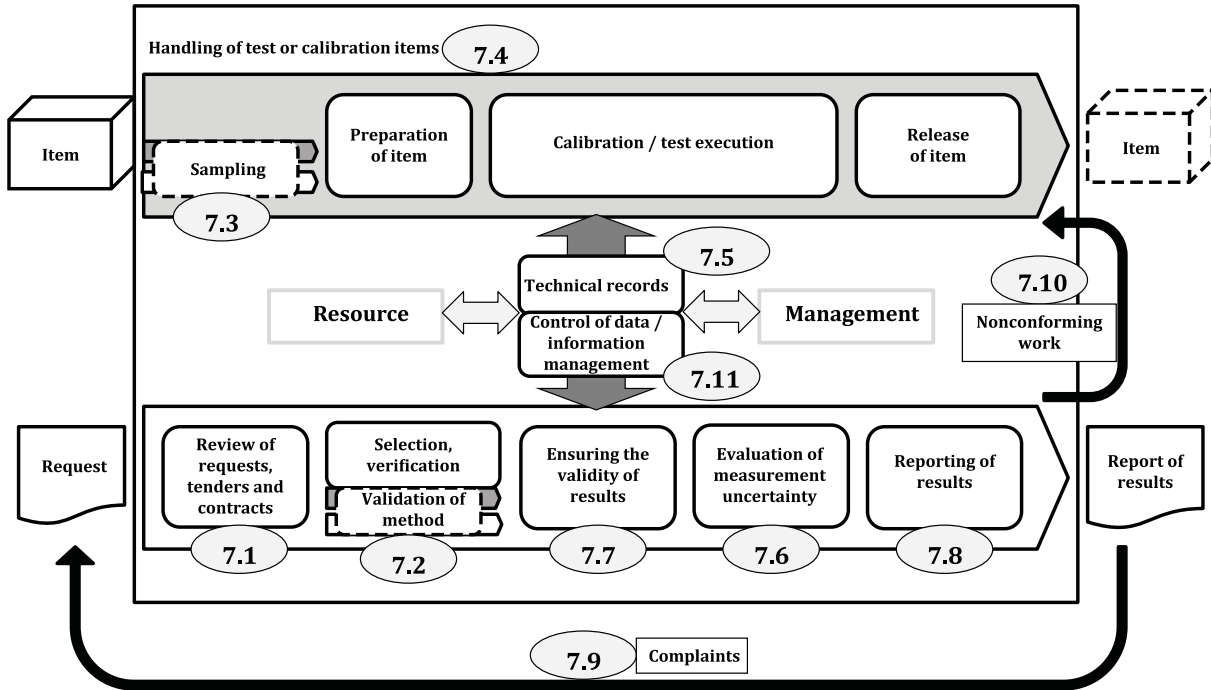 Handling of test or calibration items
7.4
Item
Sampling
7.3
Preparation
of item
Calibration / test execution
Release
of item
Item
7.5
Technical records
Resource
Management
Control of data /
information
management
7.11
7.10
Nonconforming
work
Request
Review of
requests,
tenders and
contracts
7.1
Selection,
verification
Validation of
method
7.2
Ensuring the
validity of
results
7.7
Evaluation of
measurement
uncertainty
7.6
Reporting of
results
7.8
Report of
results
7.9
Complaints